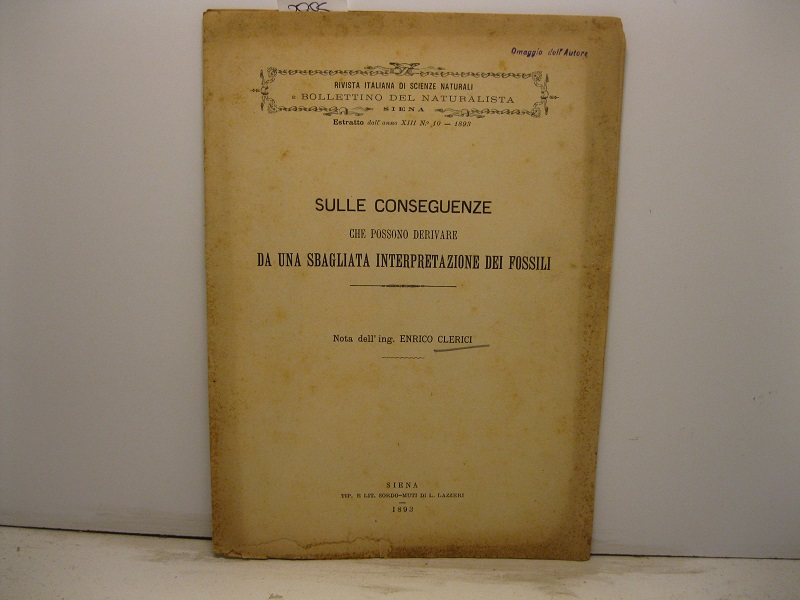 Omaggio dell'Autore
RIVISTA ITALIANA DI SCIENZE NATURALI
e BOLLETTINO DEL NATURALISTA
SIENA
Estratto dall'anno XIII N.º 10 — 1893
SULLE CONSEGUENZE
CHE POSSONO DERIVARE
DA UNA SBAGLIATA INTERPRETAZIONE DEI FOSSILI
Nota dell'ing. ENRICO CLERICI
SIENA
TIP. E LIT. SORDO-MUTI DI L. LAZZERI
1893